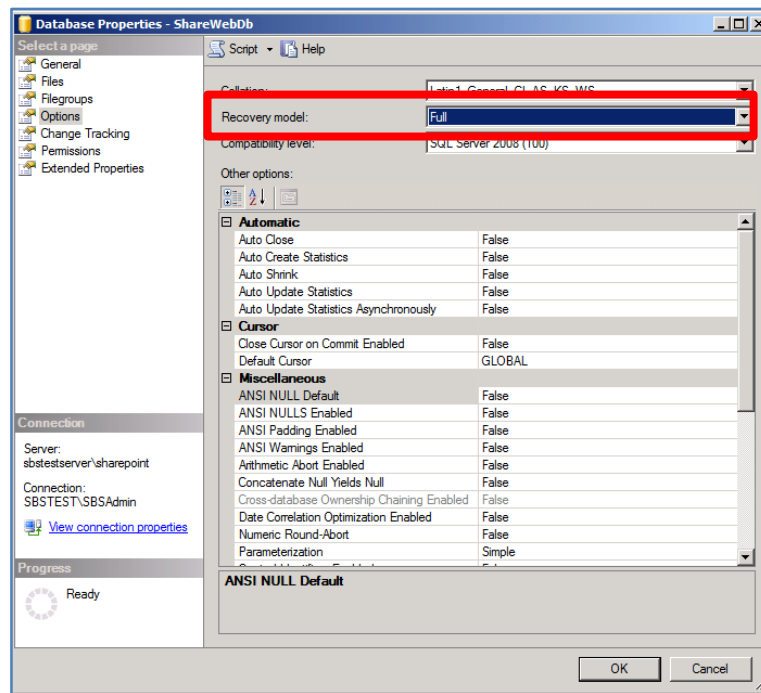 Database Properties - ShareWebDb
Select a page
General
Files
Filegroups
Options
Change Tracking
Permissions
Extended Properties
Script
Help
Recovery model:
Full
Compatibility level:
SQL Server 2008 (100)
Other options:
Automatic
Auto Close False
Auto Create Statistics False
Auto Shrink False
Auto Update Statistics False
Auto Update Statistics Asynchronously False
Cursor
Close Cursor on Commit Enabled False
Default Cursor GLOBAL
Miscellaneous
ANSI NULL Default False
ANSI NULLS Enabled False
ANSI Padding Enabled False
ANSI Warnings Enabled False
Arithmetic Abort Enabled False
Concatenate Null Yields Null False
Cross-database Ownership Chaining Enabled False
Date Correlation Optimization Enabled False
Numeric Round-Abort False
Parameterization Simple
ANSI NULL Default
Connection
Server:
sbstestserver\sharepoint
Connection:
SBSTEST\SBSAdmin
View connection properties
Progress
Ready
OK
Cancel